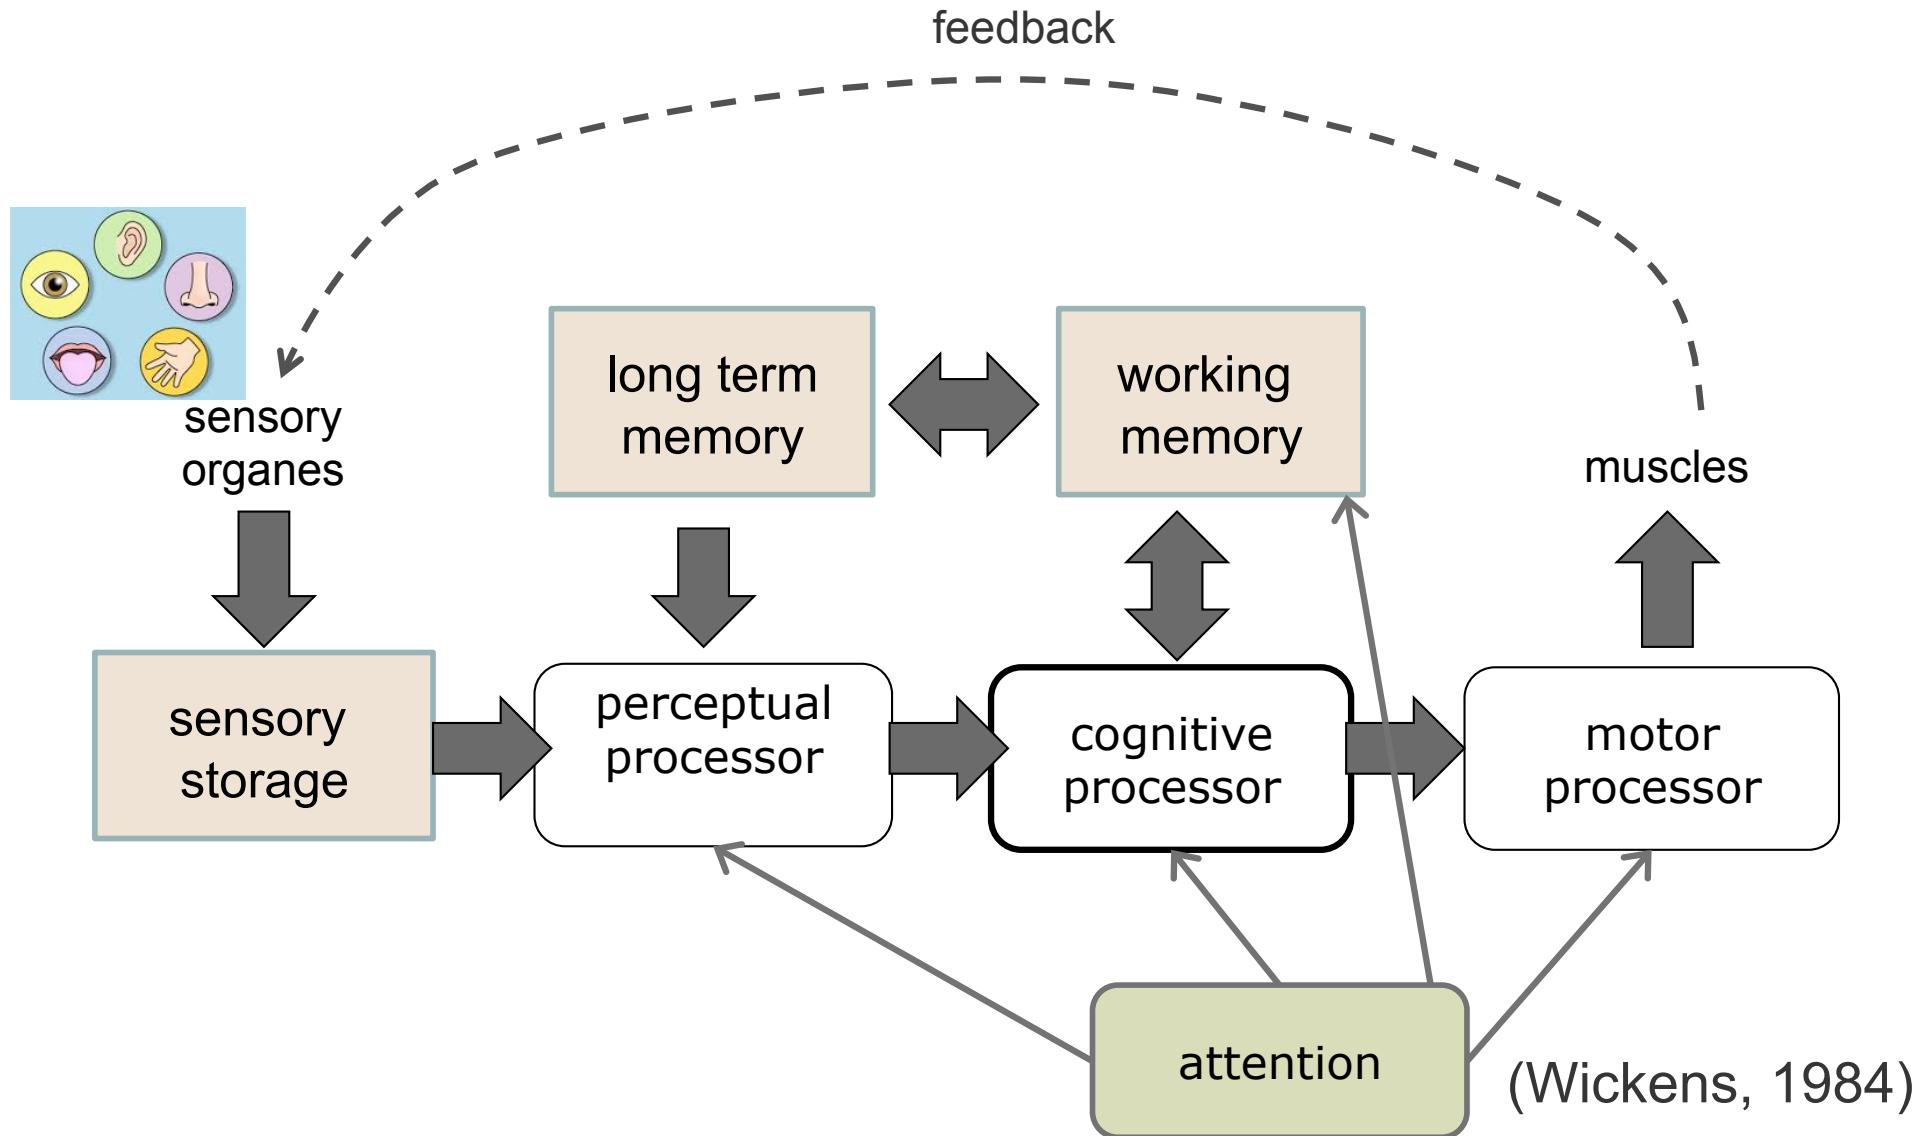 feedback
sensory
organes
long term
memory
working
memory
muscles
sensory
storage
perceptual
processor
cognitive
processor
motor
processor
attention
(Wickens, 1984)